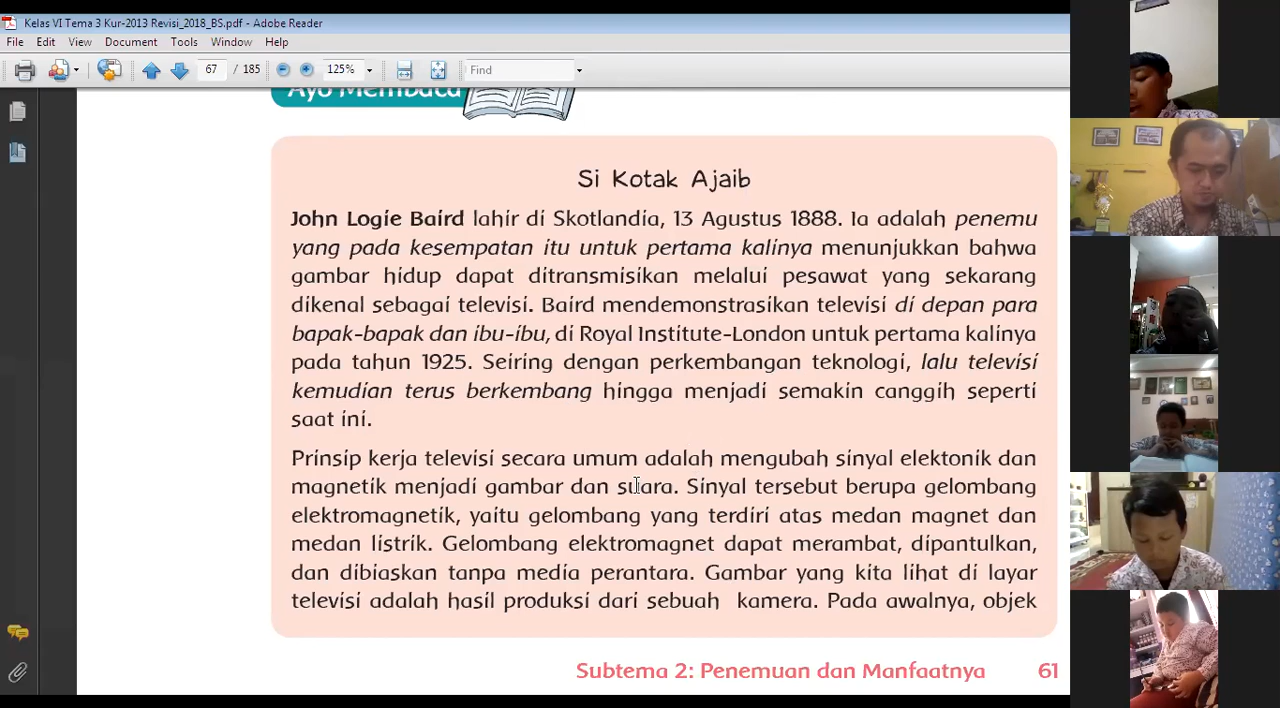 Kelas VI Tema 3 Kur-2013 Revisi_2018_BS.pdf - Adobe Reader
File Edit View Document Tools Window Help
67 / 185 125% Find
Ayo Membaca
Si Kotak Ajaib
John Logie Baird lahir di Skotlandia, 13 Agustus 1888. Ia adalah penemu
yang pada kesempatan itu untuk pertama kalinya menunjukkan bahwa
gambar hidup dapat ditransmisikan melalui pesawat yang sekarang
dikenal sebagai televisi. Baird mendemonstrasikan televisi di depan para
bapak-bapak dan ibu-ibu, di Royal Institute-London untuk pertama kalinya
pada tahun 1925. Seiring dengan perkembangan teknologi, lalu televisi
kemudian terus berkembang hingga menjadi semakin canggih seperti
saat ini.
Prinsip kerja televisi secara umum adalah mengubah sinyal elektonik dan
magnetik menjadi gambar dan suara. Sinyal tersebut berupa gelombang
elektromagnetik, yaitu gelombang yang terdiri atas medan magnet dan
medan listrik. Gelombang elektromagnet dapat merambat, dipantulkan,
dan dibiaskan tanpa media perantara. Gambar yang kita lihat di layar
televisi adalah hasil produksi dari sebuah kamera. Pada awalnya, objek
Subtema 2: Penemuan dan Manfaatnya 61